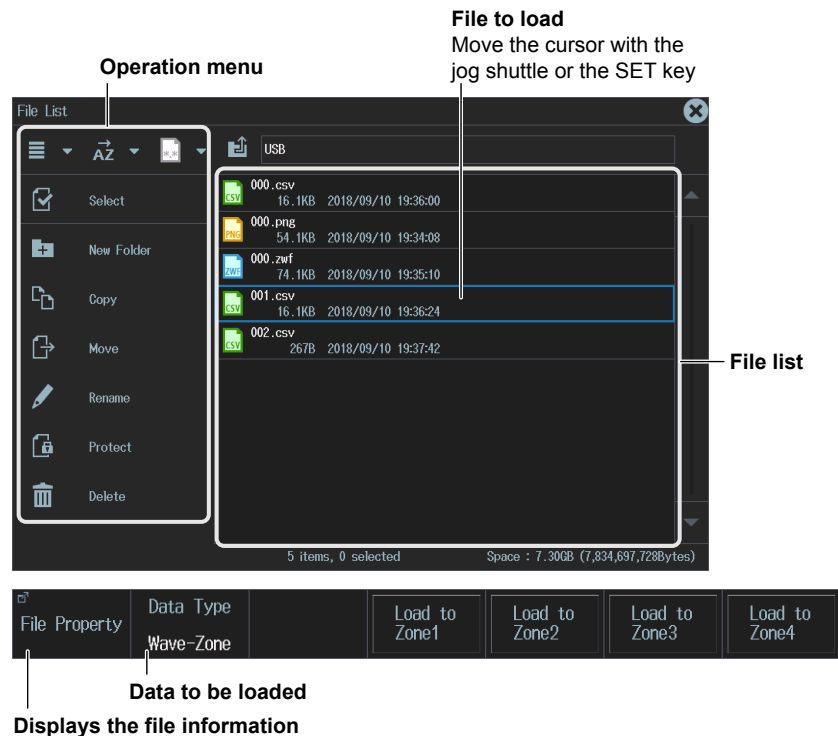 File to load
Move the cursor with the
jog shuttle or the SET key
Operation menu
File List
AZ
*.*
USB
Select
New Folder
Copy
Move
Rename
Protect
Delete
CSV
000.csv
16.1KB 2018/09/10 19:36:00
PNG
000.png
54.1KB 2018/09/10 19:34:08
ZWF
000.zwf
74.1KB 2018/09/10 19:35:10
CSV
001.csv
16.1KB 2018/09/10 19:36:24
CSV
002.csv
267B 2018/09/10 19:37:42
File list
5 items, 0 selected Space : 7.30GB (7,834,697,728Bytes)
File Property
Data Type
Wave-Zone
Load to
Zone1
Load to
Zone2
Load to
Zone3
Load to
Zone4
Data to be loaded
Displays the file information